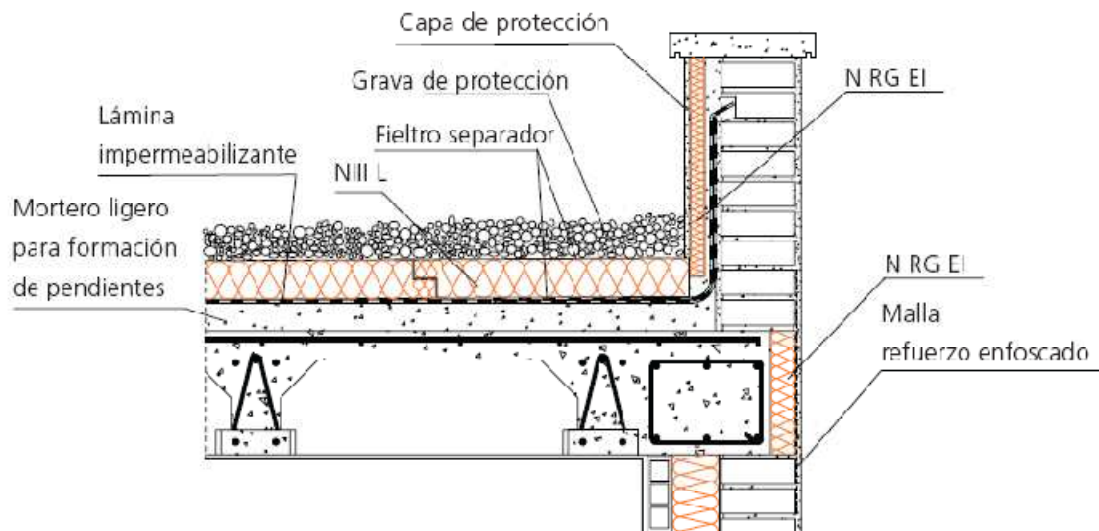 Capa de protección
Grava de protección
N RG EI
Lámina
impermeabilizante
Fieltro separador
NIII L
Mortero ligero
para formación
de pendientes
N RG EI
Malla
refuerzo enfoscado